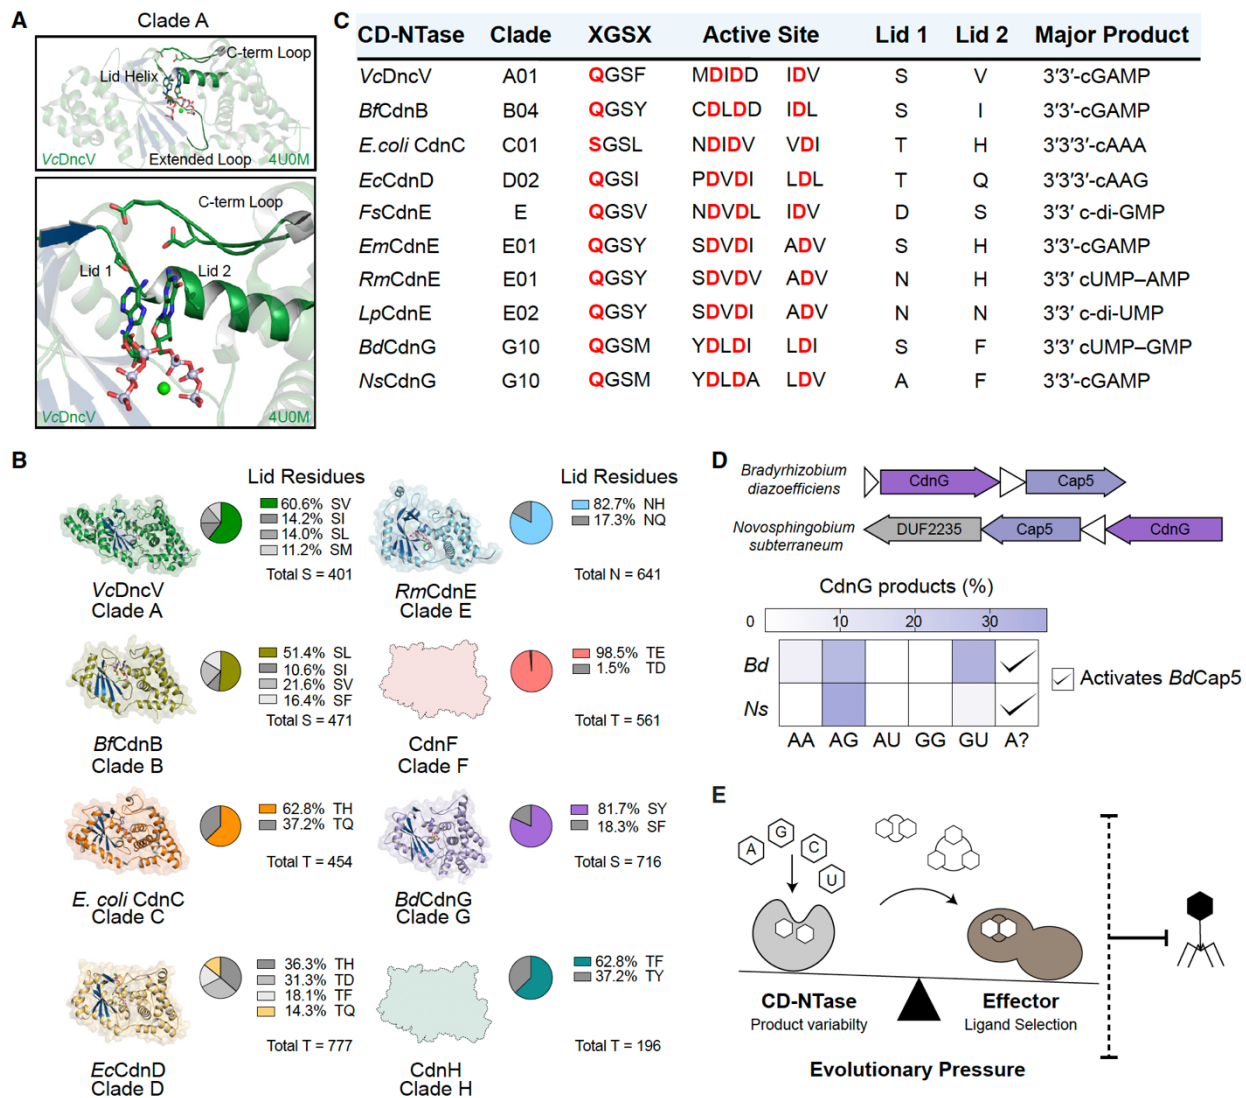 A
Clade A
C-term Loop
Lid Helix
Extended Loop
VcDncV
4U0M
C-term Loop
Lid 1
Lid 2
VcDncV
4U0M
C
CD-NTase Clade XGSX Active Site Lid 1 Lid 2 Major Product
VcDncV A01 QGSF MDIDD IDV S V 3′3′-cGAMP
BfCdnB B04 QGSY CDLDD IDL S I 3′3′-cGAMP
E.coli CdnC C01 SGSL NDIDV VDI T H 3′3′3′-cAAA
EcCdnD D02 QGSI PDVDI LDL T Q 3′3′3′-cAAG
FsCdnE E QGSV NDVDL IDV D S 3′3′ c-di-GMP
EmCdnE E01 QGSY SDVDI ADV S H 3′3′-cGAMP
RmCdnE E01 QGSY SDVDV ADV N H 3′3′ cUMP–AMP
LpCdnE E02 QGSY SDVDI ADV N N 3′3′ c-di-UMP
BdCdnG G10 QGSM YDLDI LDI S F 3′3′ cUMP–GMP
NsCdnG G10 QGSM YDLDA LDV A F 3′3′-cGAMP
B
Lid Residues
60.6% SV
14.2% SI
14.0% SL
11.2% SM
Total S = 401
VcDncV
Clade A
Lid Residues
82.7% NH
17.3% NQ
Total N = 641
RmCdnE
Clade E
51.4% SL
10.6% SI
21.6% SV
16.4% SF
Total S = 471
BfCdnB
Clade B
98.5% TE
1.5% TD
Total T = 561
CdnF
Clade F
62.8% TH
37.2% TQ
Total T = 454
E. coli CdnC
Clade C
81.7% SY
18.3% SF
Total S = 716
BdCdnG
Clade G
36.3% TH
31.3% TD
18.1% TF
14.3% TQ
Total T = 777
EcCdnD
Clade D
62.8% TF
37.2% TY
Total T = 196
CdnH
Clade H
D
Bradyrhizobium
diazoefficiens
CdnG
Cap5
Novosphingobium
subterraneum
DUF2235
Cap5
CdnG
CdnG products (%)
0 10 20 30
Bd
Ns
AA AG AU GG GU A?
Activates BdCap5
E
A
G
C
U
CD-NTase
Product variabilty
Effector
Ligand Selection
Evolutionary Pressure